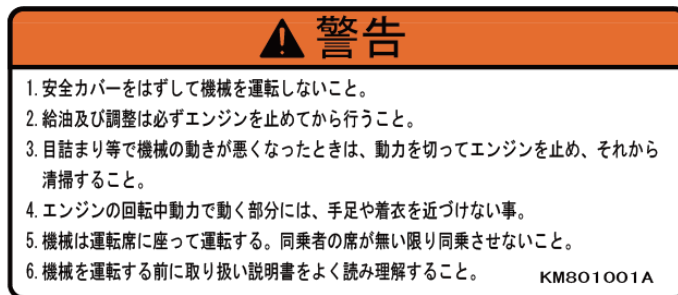 警告
1. 安全カバーをはずして機械を運転しないこと。
2. 給油及び調整は必ずエンジンを止めてから行うこと。
3. 目詰まり等で機械の動きが悪くなったときは、動力を切ってエンジンを止め、それから
清掃すること。
4. エンジンの回転中動力で動く部分には、手足や着衣を近づけない事。
5. 機械は運転席に座って運転する。同乗者の席が無い限り同乗させないこと。
6. 機械を運転する前に取り扱い説明書をよく読み理解すること。
KM801001A